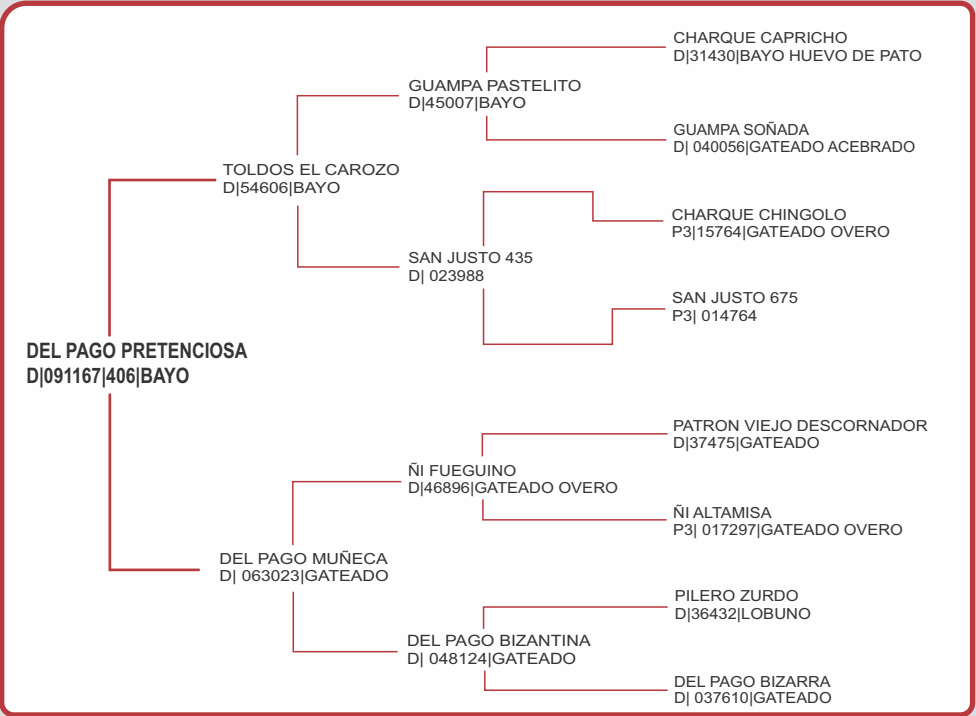 CHARQUE CAPRICHO
D|31430|BAYO HUEVO DE PATO
GUAMPA PASTELITO
D|45007|BAYO
GUAMPA SOÑADA
D| 040056|GATEADO ACEBRADO
TOLDOS EL CAROZO
D|54606|BAYO
CHARQUE CHINGOLO
P3|15764|GATEADO OVERO
SAN JUSTO 435
D| 023988
SAN JUSTO 675
P3| 014764
DEL PAGO PRETENCIOSA
D|091167|406|BAYO
PATRON VIEJO DESCORNADOR
D|37475|GATEADO
ÑI FUEGUINO
D|46896|GATEADO OVERO
ÑI ALTAMISA
P3| 017297|GATEADO OVERO
DEL PAGO MUÑECA
D| 063023|GATEADO
PILERO ZURDO
D|36432|LOBUNO
DEL PAGO BIZANTINA
D| 048124|GATEADO
DEL PAGO BIZARRA
D| 037610|GATEADO